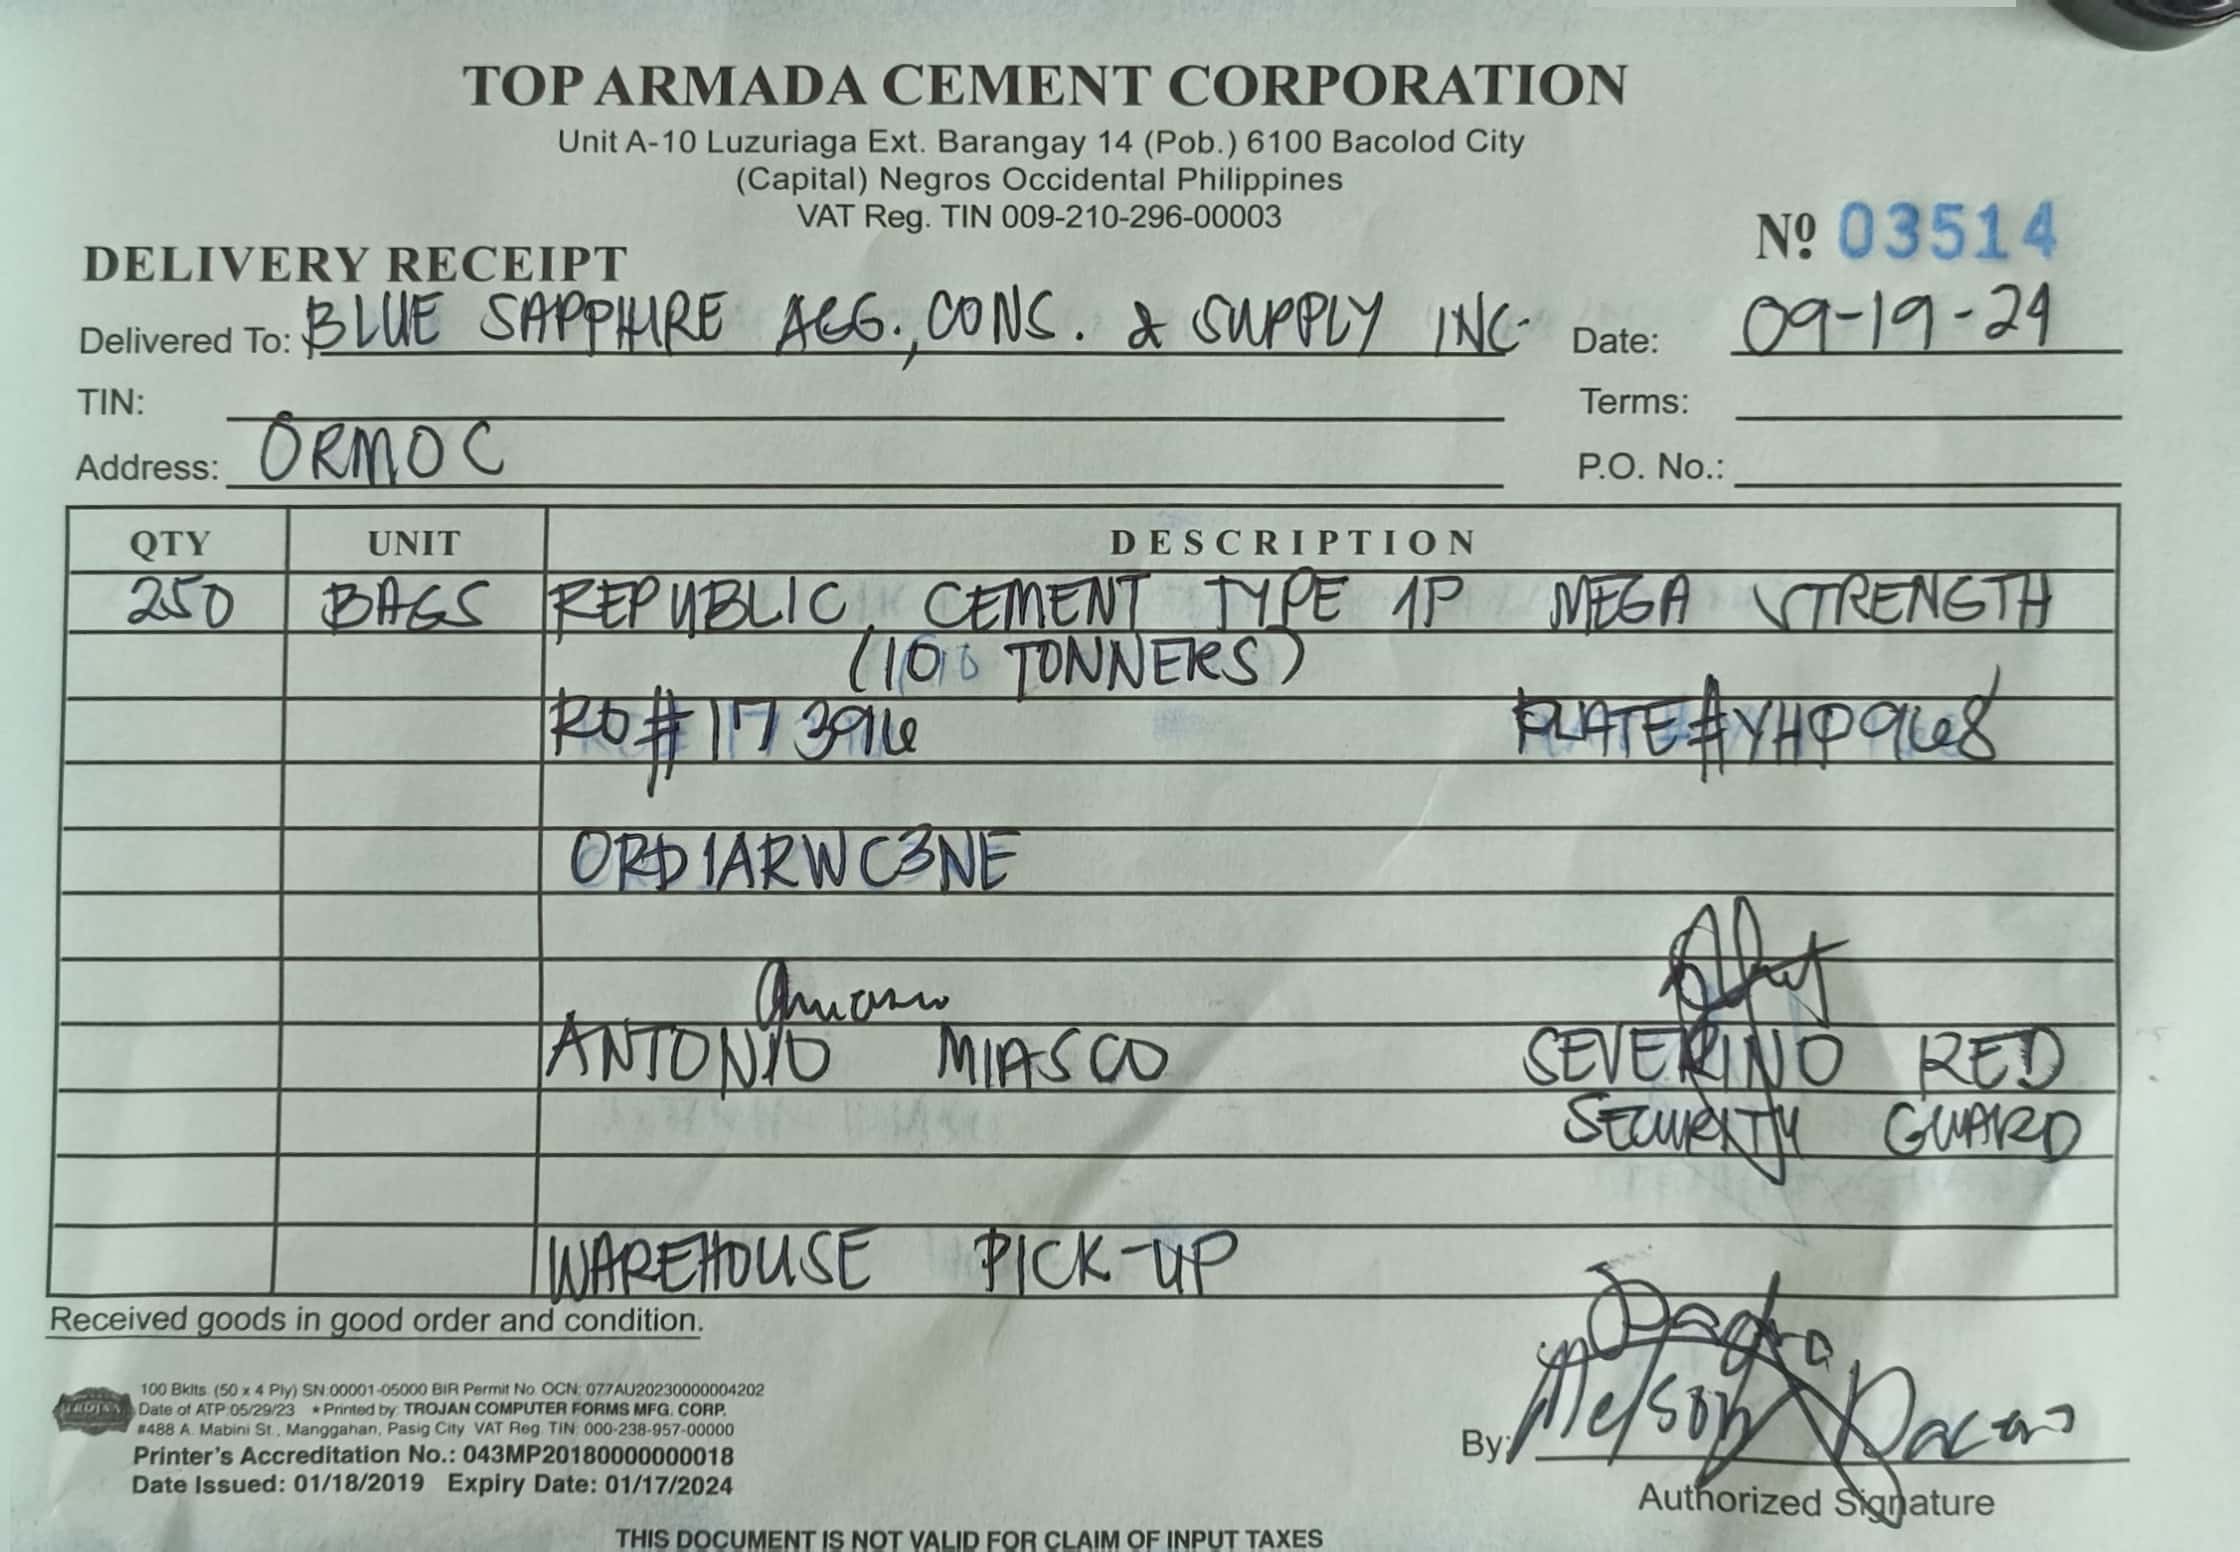 TOP ARMADA CEMENT CORPORATION
Unit A-10 Luzuriaga Ext. Barangay 14 (Pob.) 6100 Bacolod City
(Capital) Negros Occidental Philippines
VAT Reg. TIN 009-210-296-00003
Nº 03514
DELIVERY RECEIPT
Delivered To: BLUE SAPPHIRE AGG., CONS. & SUPPLY INC. Date: 09-19-24
TIN: Terms:
Address: ORMOC P.O. No.:
QTY UNIT DESCRIPTION
250 BAGS REPUBLIC CEMENT TYPE 1P MEGA STRENGTH
(10 TONNERS)
RO#17396 PLATE#YHP968
ORD1ARWC3NE
ANTONIO MIASCO SEVERINO RED
SECURITY GUARD
WAREHOUSE PICK-UP
Received goods in good order and condition.
100 Bklts. (50 x 4 Ply) SN:00001-05000 BIR Permit No. OCN: 077AU20230000004202
Date of ATP:05/29/23 * Printed by: TROJAN COMPUTER FORMS MFG. CORP.
#488 A. Mabini St., Manggahan, Pasig City VAT Reg. TIN: 000-238-957-00000
Printer's Accreditation No.: 043MP20180000000018
Date Issued: 01/18/2019 Expiry Date: 01/17/2024
By: Melson
Authorized Signature
THIS DOCUMENT IS NOT VALID FOR CLAIM OF INPUT TAXES